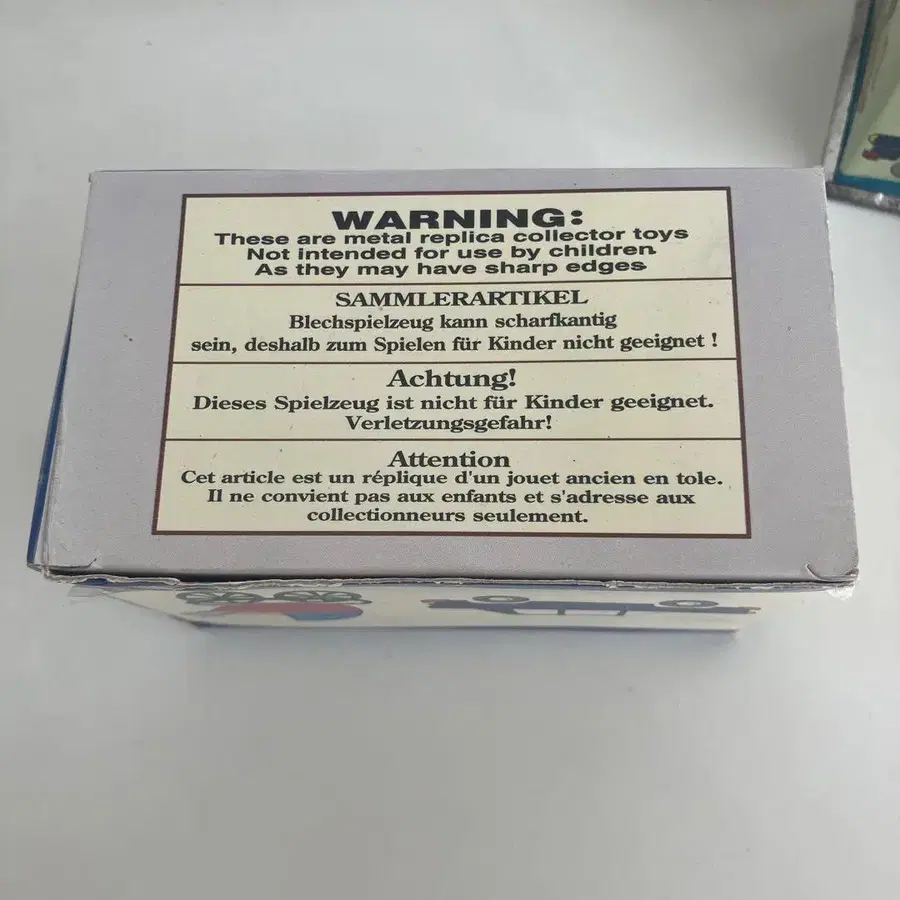 WARNING:
These are metal replica collector toys
Not intended for use by children.
As they may have sharp edges
SAMMLERARTIKEL
Blechspielzeug kann scharfkantig
sein, deshalb zum Spielen für Kinder nicht geeignet !
Achtung!
Dieses Spielzeug ist nicht für Kinder geeignet.
Verletzungsgefahr!
Attention
Cet article est un réplique d'un jouet ancien en tole.
Il ne convient pas aux enfants et s'adresse aux
collectionneurs seulement.